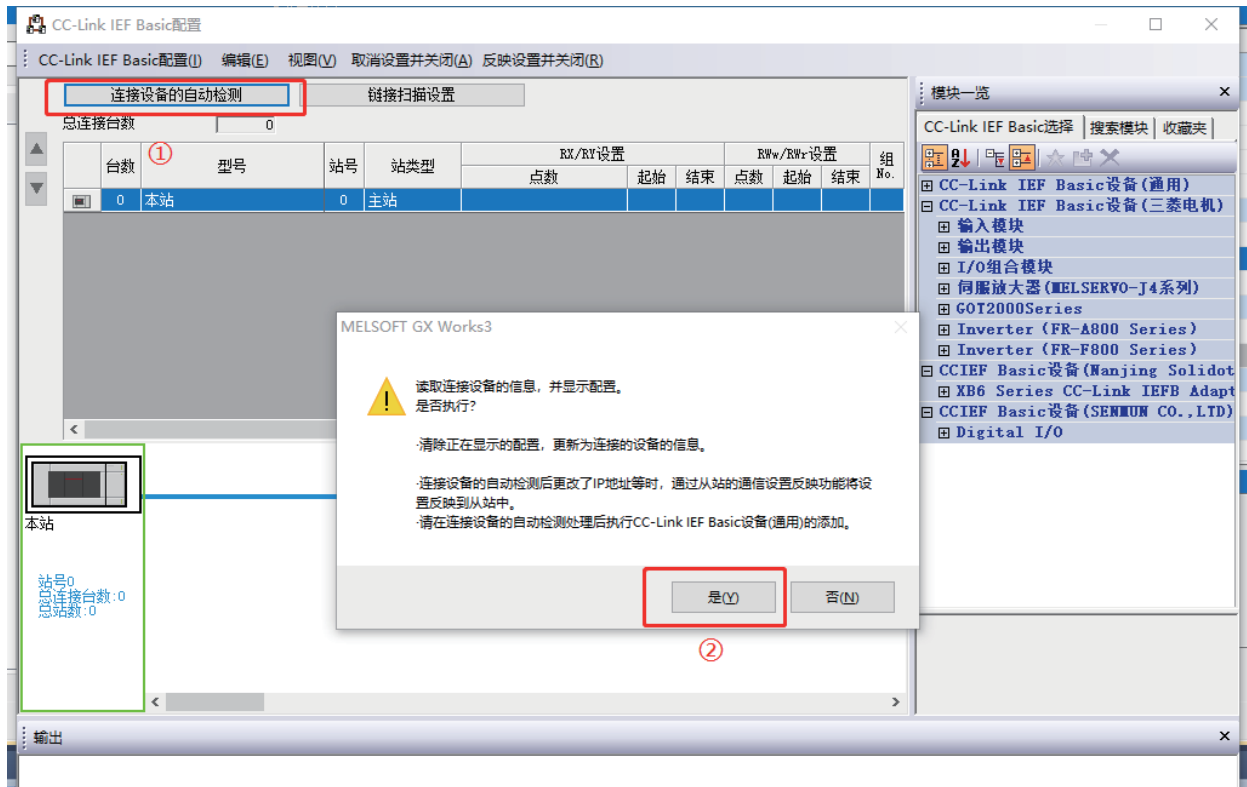 CC-Link IEF Basic配置
CC-Link IEF Basic配置(I) 编辑(E) 视图(V) 取消设置并关闭(A) 反映设置并关闭(R)
连接设备的自动检测 链接扫描设置
总连接台数 0
①
台数 型号 站号 站类型 RX/RY设置 RWw/RWr设置 组No.
点数 起始 结束 点数 起始 结束
0 本站 0 主站
模块一览
CC-Link IEF Basic选择 搜索模块 收藏夹
CC-Link IEF Basic设备(通用)
CC-Link IEF Basic设备(三菱电机)
输入模块
输出模块
I/O组合模块
伺服放大器(MELSERVO-J4系列)
GOT2000Series
Inverter (FR-A800 Series)
Inverter (FR-F800 Series)
CCIEF Basic设备(Nanjing Solidot
XB6 Series CC-Link IEFB Adapt
CCIEF Basic设备(SENMUN CO.,LTD)
Digital I/O
MELSOFT GX Works3
读取连接设备的信息，并显示配置。
是否执行?
·清除正在显示的配置，更新为连接的设备的信息。
·连接设备的自动检测后更改了IP地址等时，通过从站的通信设置反映功能将设
置反映到从站中。
·请在连接设备的自动检测处理后执行CC-Link IEF Basic设备(通用)的添加。
是(Y) 否(N)
②
本站
站号0
总连接台数:0
总站数:0
输出